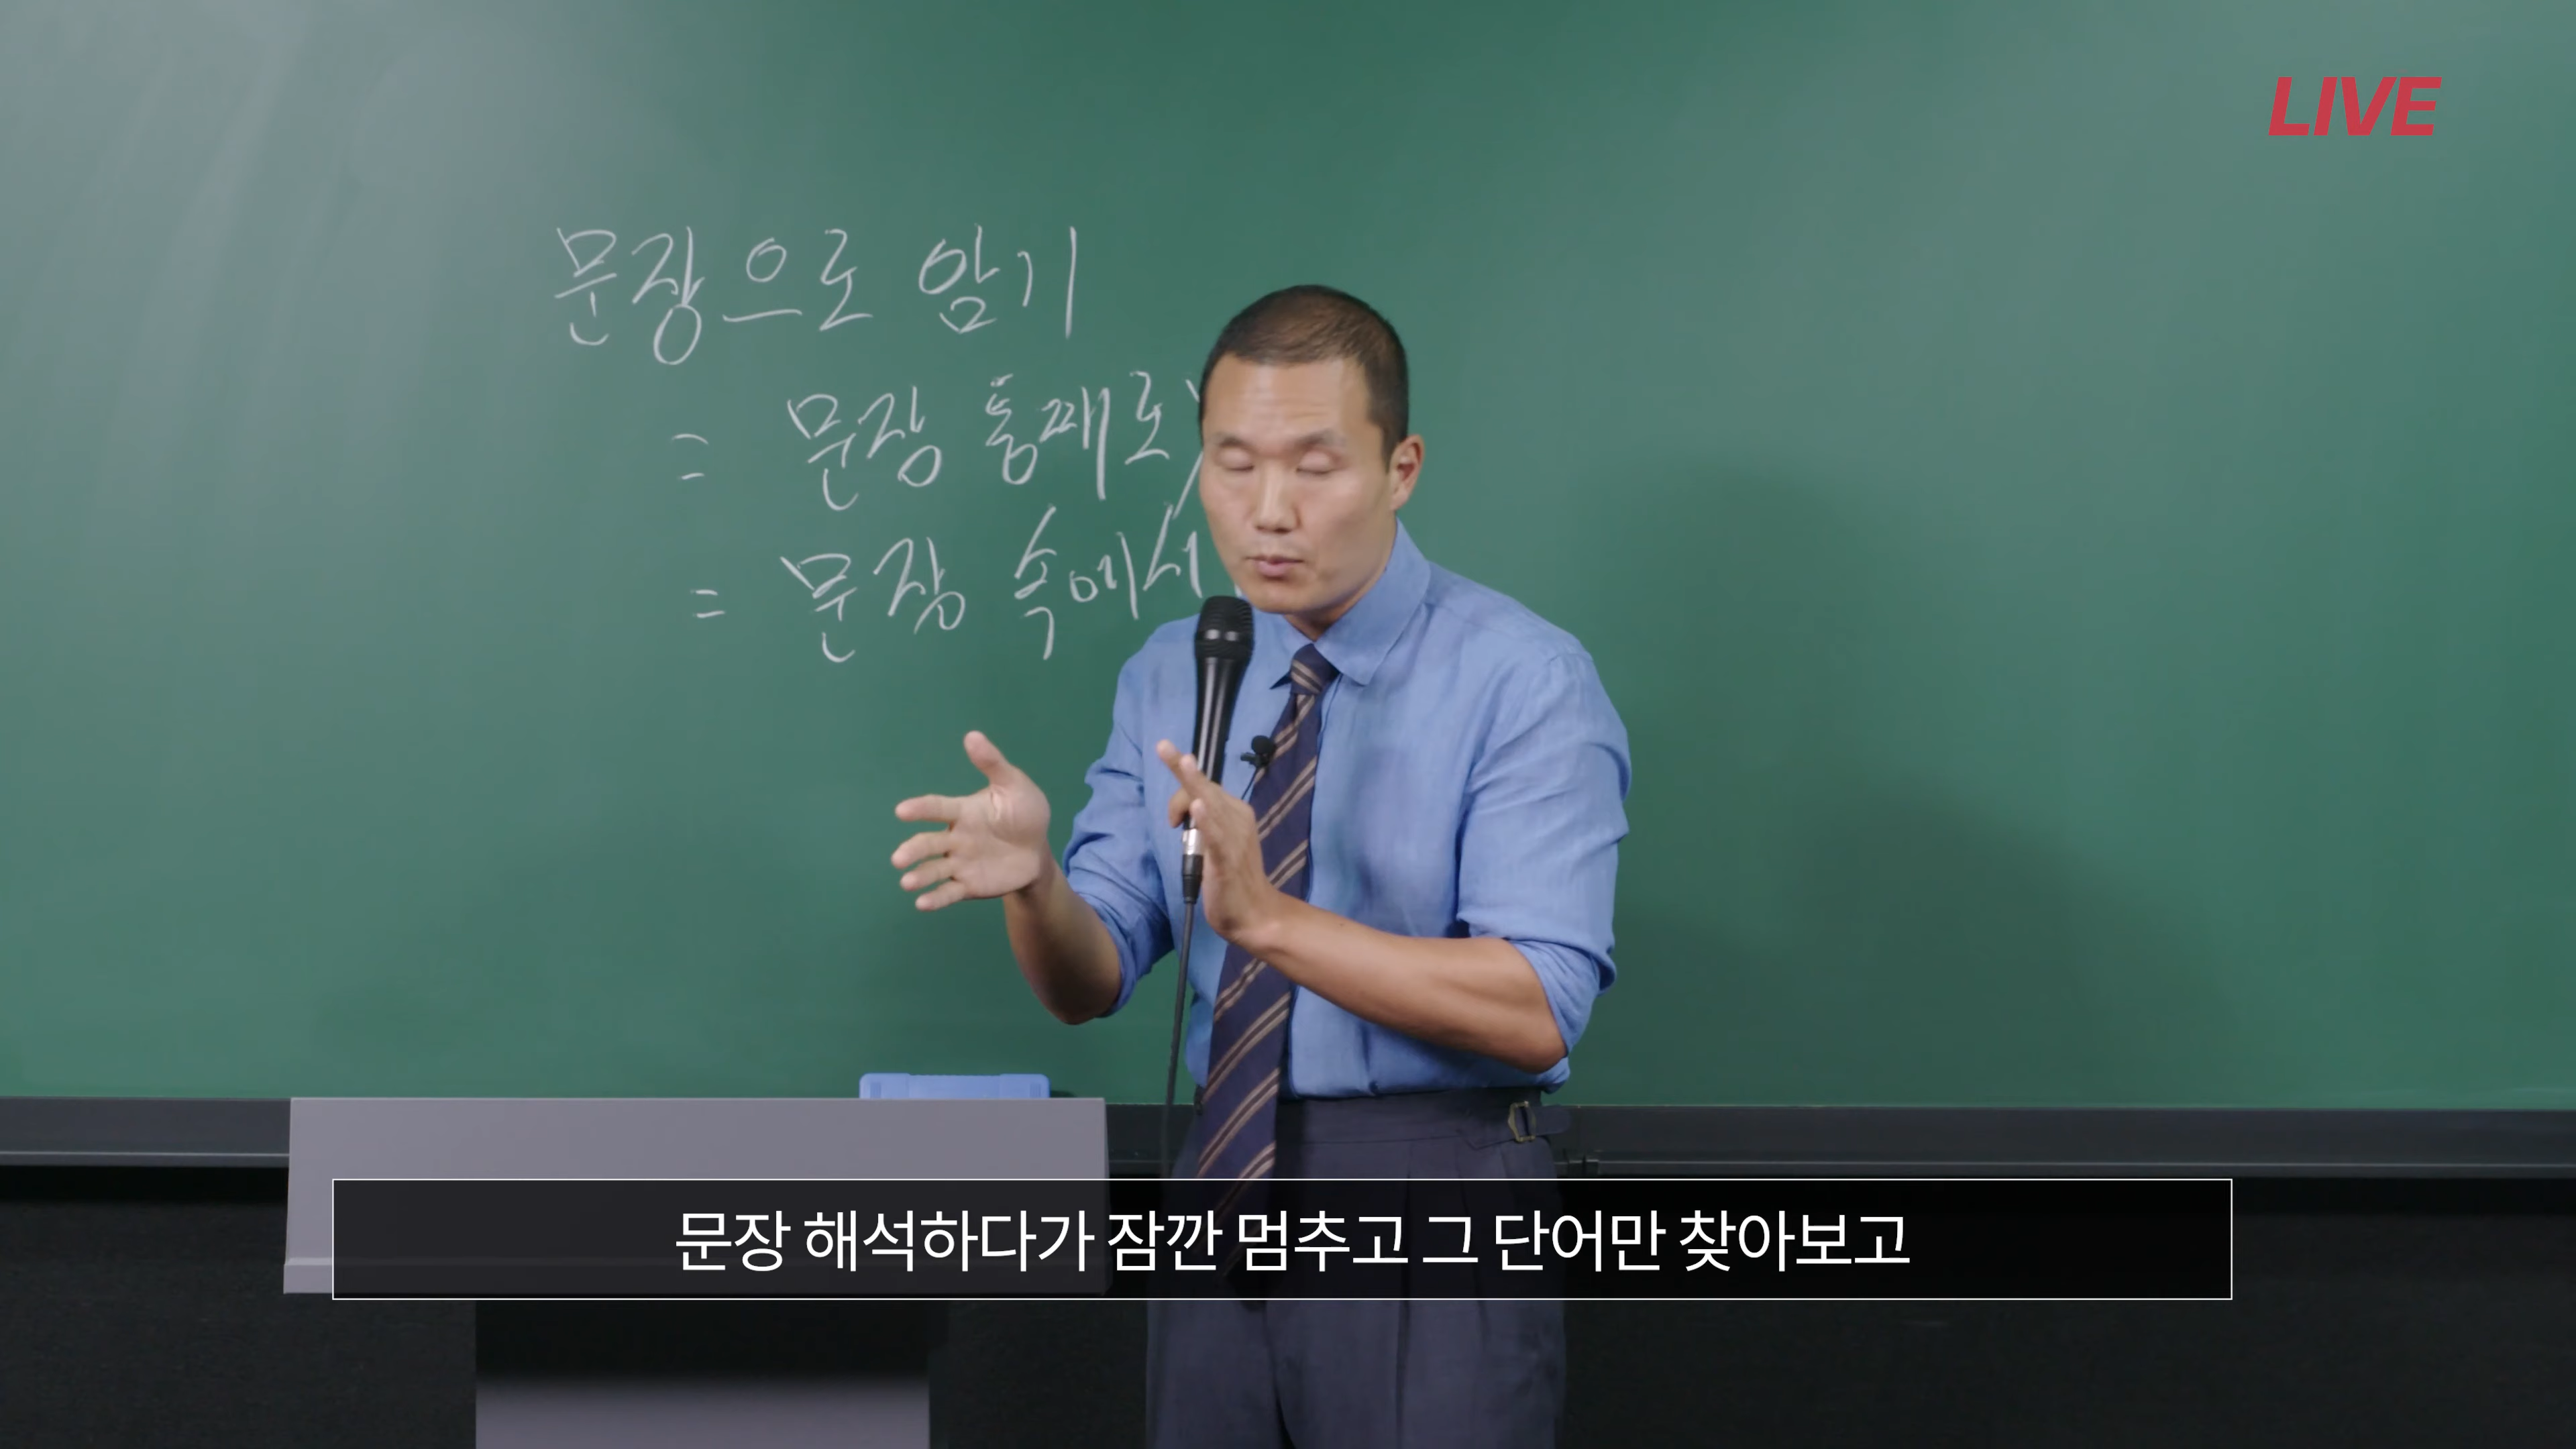 LIVE
문장으로 암기
= 문장 통째로
= 문장 속에서
문장 해석하다가 잠깐 멈추고 그 단어만 찾아보고